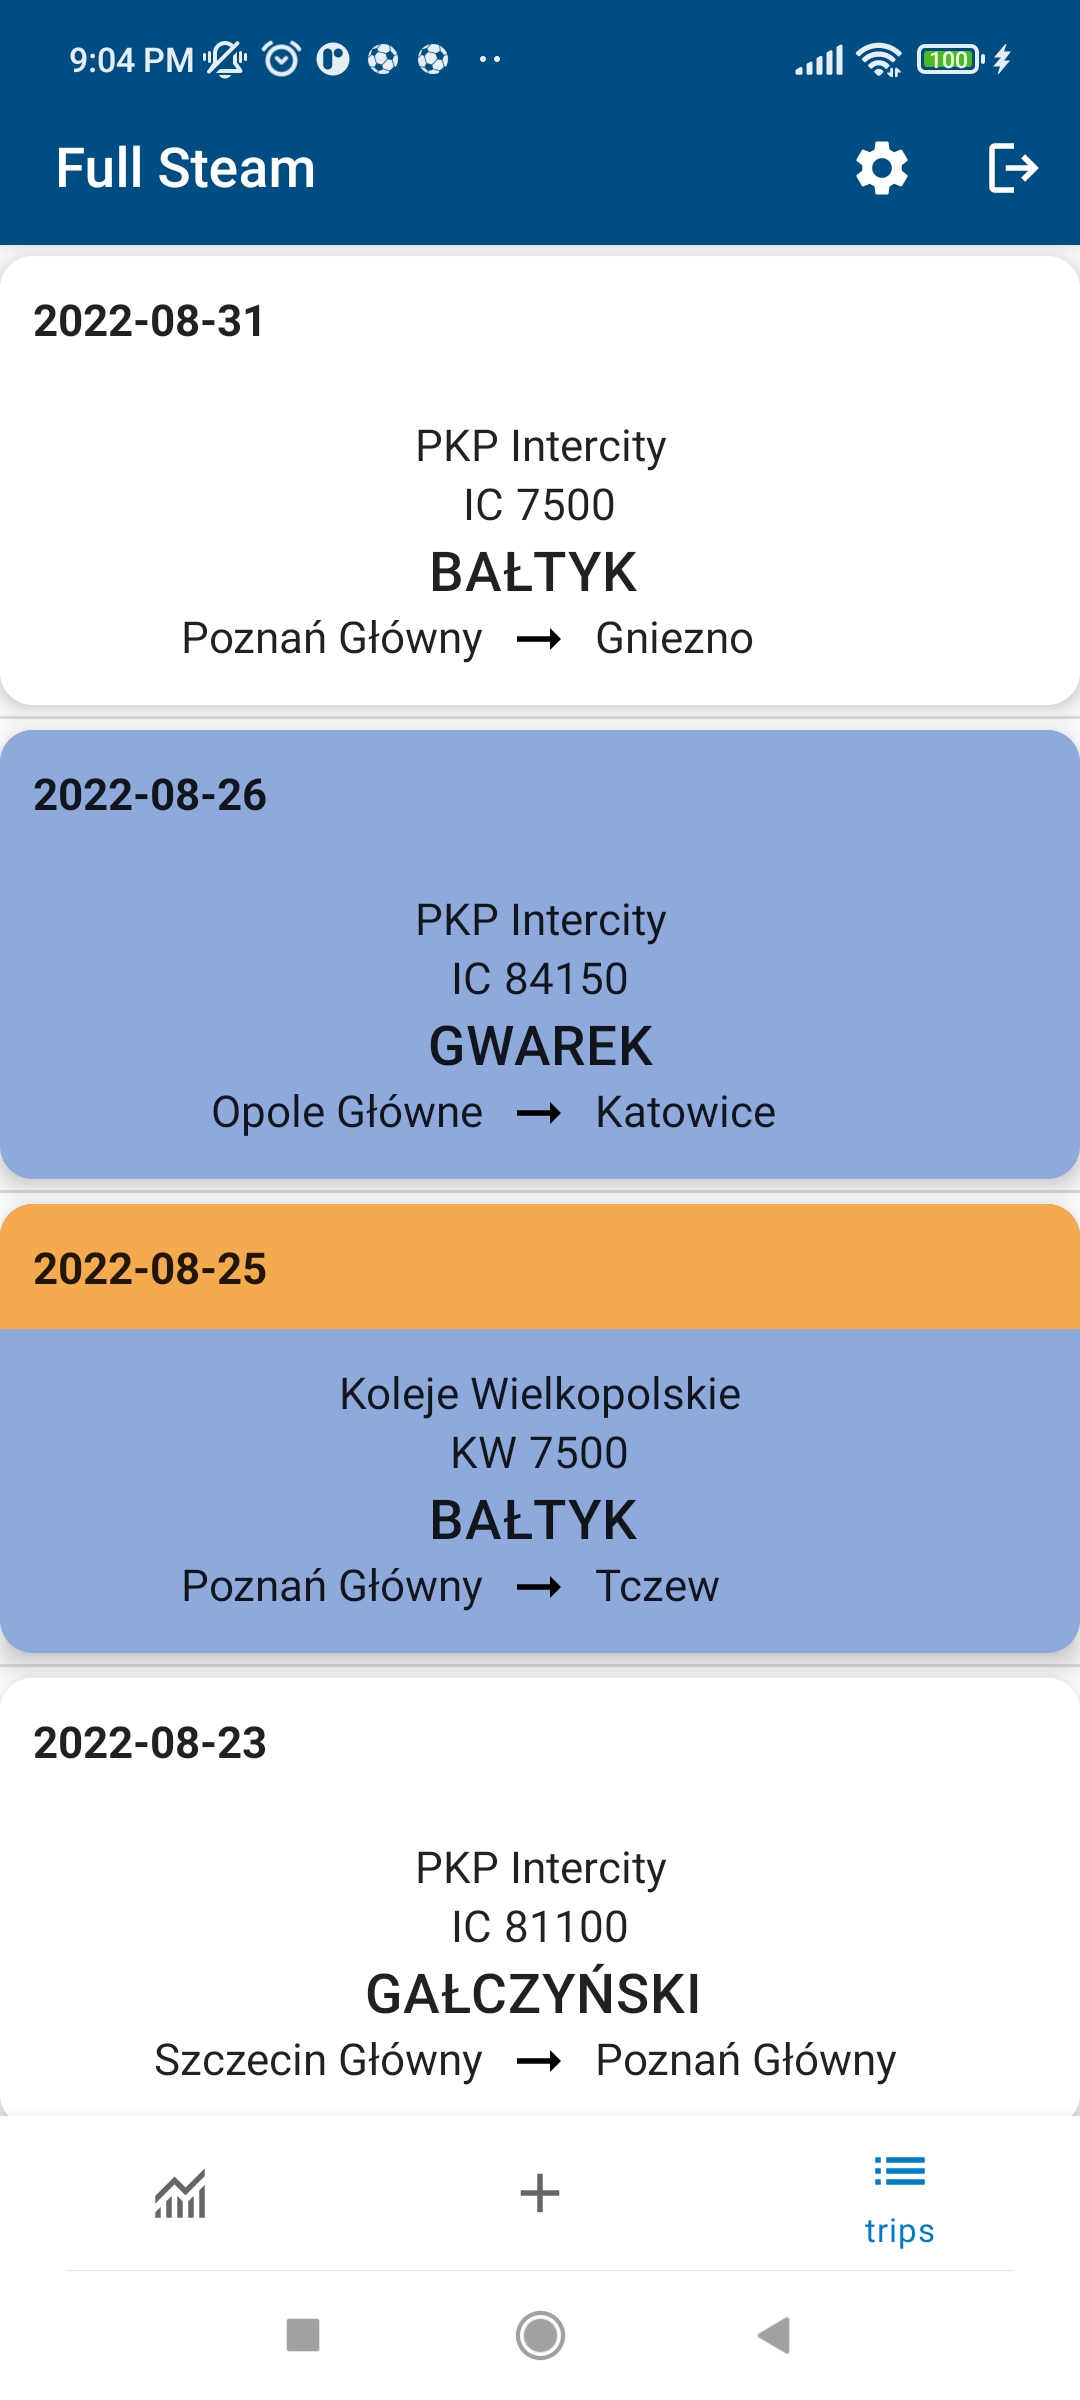 9:04 PM
100
Full Steam
2022-08-31
PKP Intercity
IC 7500
BAŁTYK
Poznań Główny → Gniezno
2022-08-26
PKP Intercity
IC 84150
GWAREK
Opole Główne → Katowice
2022-08-25
Koleje Wielkopolskie
KW 7500
BAŁTYK
Poznań Główny → Tczew
2022-08-23
PKP Intercity
IC 81100
GAŁCZYŃSKI
Szczecin Główny → Poznań Główny
trips